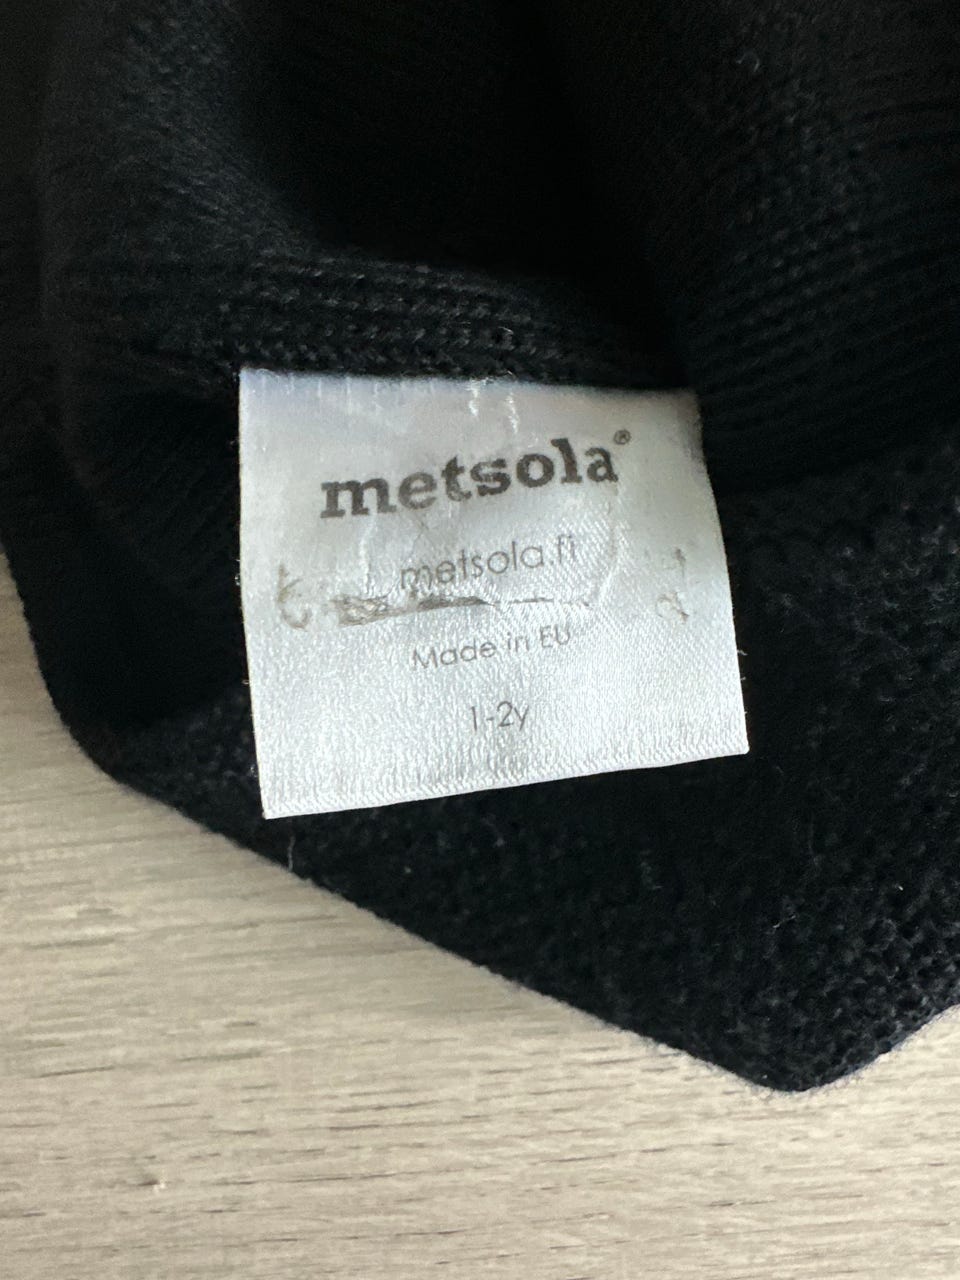 metsola®
metsola.fi
Made in EU
1-2y